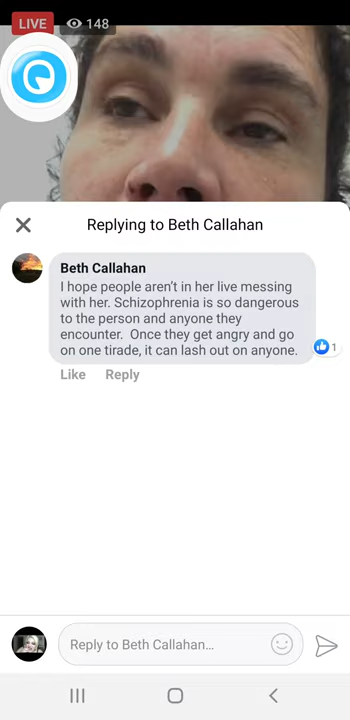 LIVE 148
Replying to Beth Callahan
Beth Callahan
I hope people aren't in her live messing
with her. Schizophrenia is so dangerous
to the person and anyone they
encounter. Once they get angry and go
on one tirade, it can lash out on anyone.
1
Like Reply
Reply to Beth Callahan...